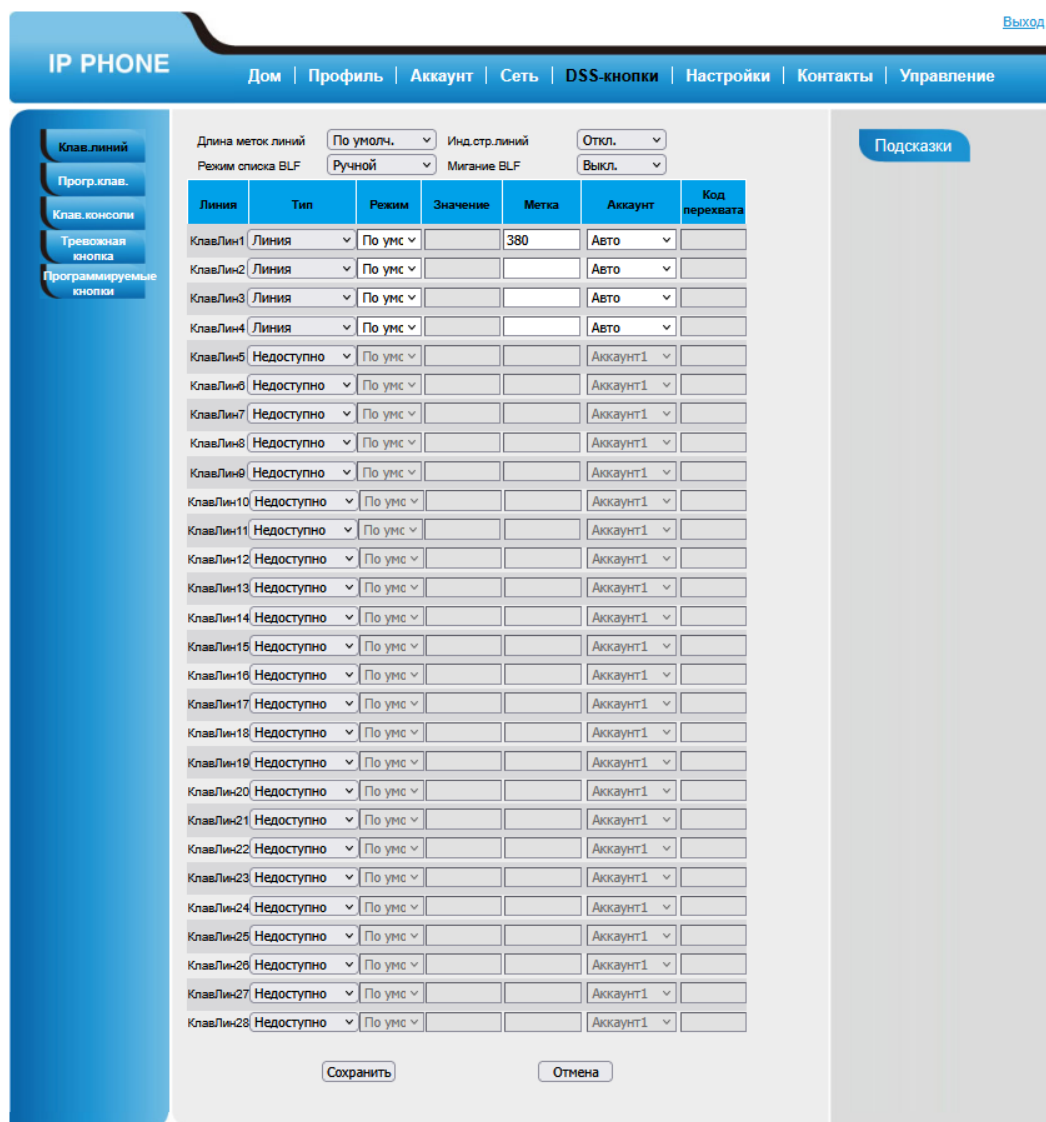 Выход
IP PHONE
Дом | Профиль | Аккаунт | Сеть | DSS-кнопки | Настройки | Контакты | Управление
Клав.линий
Прогр.клав.
Клав.консоли
Тревожная
кнопка
Программируемые
кнопки
Подсказки
Длина меток линий По умолч. Инд.стр.линий Откл.
Режим списка BLF Ручной Мигание BLF Выкл.
Линия Тип Режим Значение Метка Аккаунт Код перехвата
КлавЛин1 Линия По умс 380 Авто
КлавЛин2 Линия По умс Авто
КлавЛин3 Линия По умс Авто
КлавЛин4 Линия По умс Авто
КлавЛин5 Недоступно По умс Аккаунт1
КлавЛин6 Недоступно По умс Аккаунт1
КлавЛин7 Недоступно По умс Аккаунт1
КлавЛин8 Недоступно По умс Аккаунт1
КлавЛин9 Недоступно По умс Аккаунт1
КлавЛин10 Недоступно По умс Аккаунт1
КлавЛин11 Недоступно По умс Аккаунт1
КлавЛин12 Недоступно По умс Аккаунт1
КлавЛин13 Недоступно По умс Аккаунт1
КлавЛин14 Недоступно По умс Аккаунт1
КлавЛин15 Недоступно По умс Аккаунт1
КлавЛин16 Недоступно По умс Аккаунт1
КлавЛин17 Недоступно По умс Аккаунт1
КлавЛин18 Недоступно По умс Аккаунт1
КлавЛин19 Недоступно По умс Аккаунт1
КлавЛин20 Недоступно По умс Аккаунт1
КлавЛин21 Недоступно По умс Аккаунт1
КлавЛин22 Недоступно По умс Аккаунт1
КлавЛин23 Недоступно По умс Аккаунт1
КлавЛин24 Недоступно По умс Аккаунт1
КлавЛин25 Недоступно По умс Аккаунт1
КлавЛин26 Недоступно По умс Аккаунт1
КлавЛин27 Недоступно По умс Аккаунт1
КлавЛин28 Недоступно По умс Аккаунт1
Сохранить Отмена